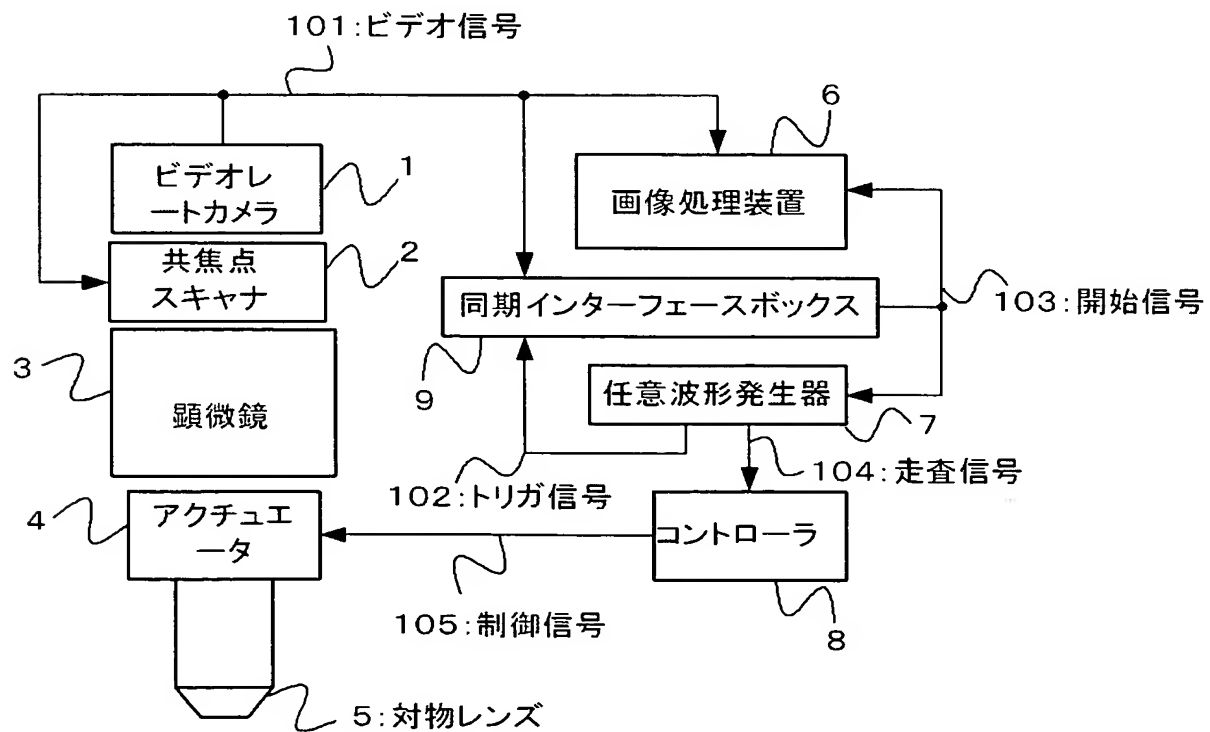 101:ビデオ信号
6
ビデオレ
ートカメラ
1
画像処理装置
共焦点
スキャナ
2
同期インターフェースボックス
103:開始信号
3
顕微鏡
9
任意波形発生器
7
104:走査信号
102:トリガ信号
4
アクチュエ
ータ
コントローラ
105:制御信号
8
5:対物レンズ